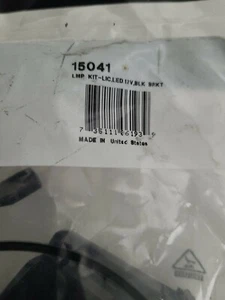 15041
LMP KIT-LIC,LED,12V,BLK BRKT
MADE IN United States